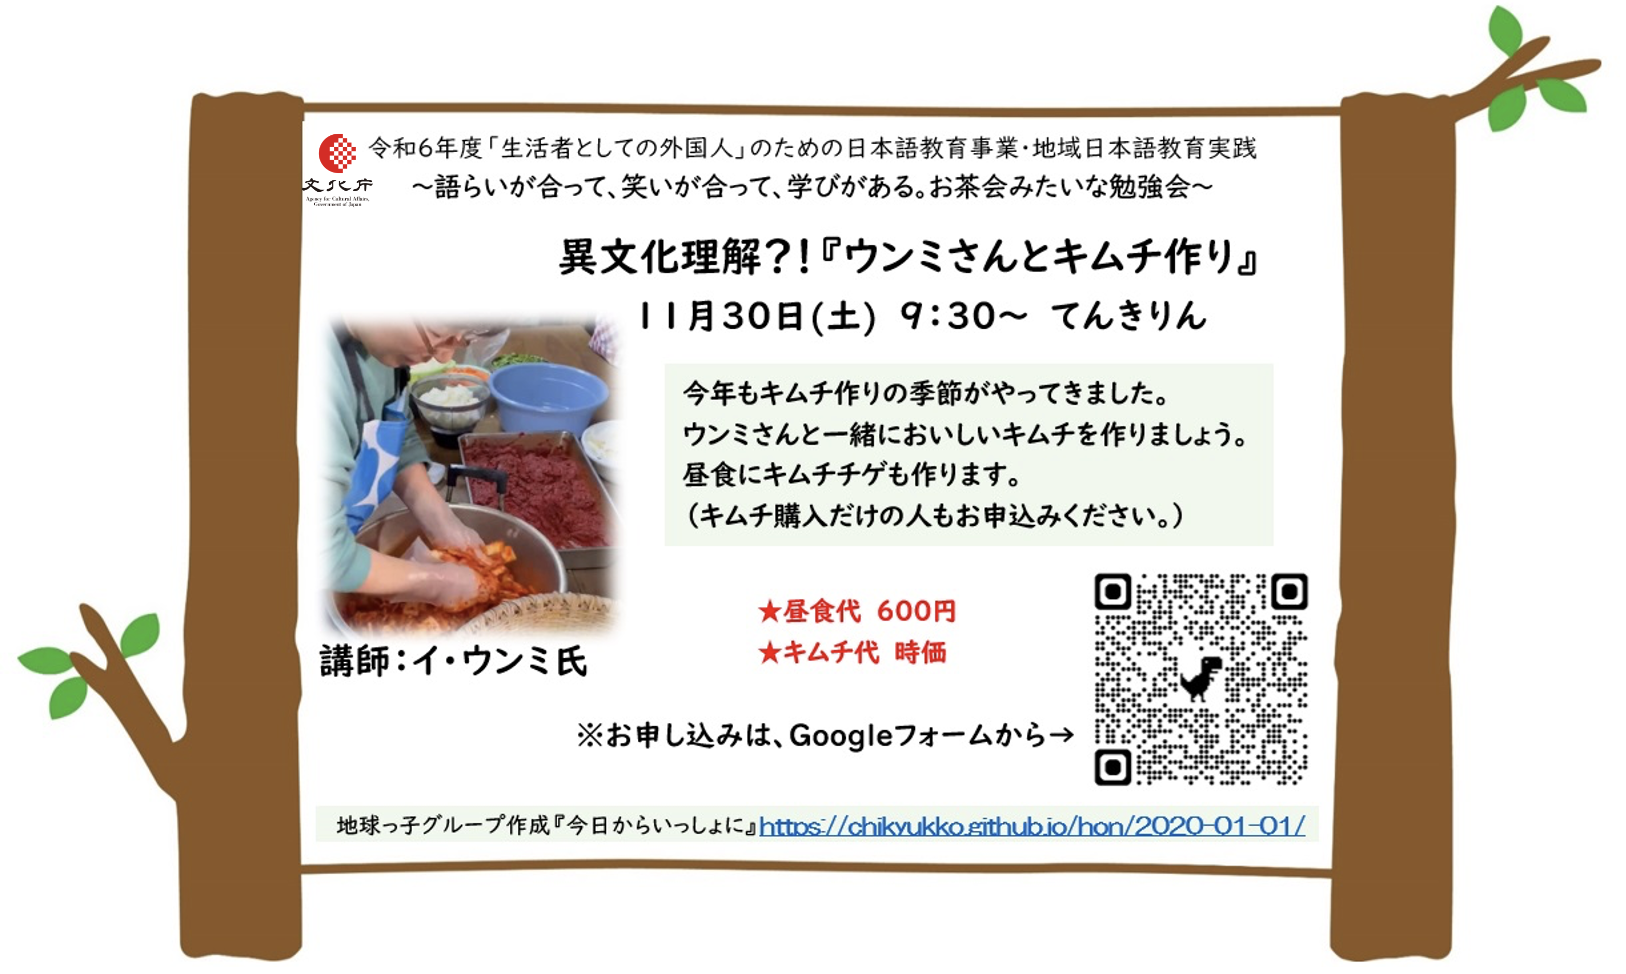 令和6年度「生活者としての外国人」のための日本語教育事業・地域日本語教育実践
文化庁
Agency for Cultural Affairs,
Government of Japan
～語らいが合って、笑いが合って、学びがある。お茶会みたいな勉強会～
異文化理解？！『ウンミさんとキムチ作り』
11月30日(土) 9：30～ てんきりん
今年もキムチ作りの季節がやってきました。
ウンミさんと一緒においしいキムチを作りましょう。
昼食にキムチチゲも作ります。
（キムチ購入だけの人もお申込みください。）
★昼食代 600円
★キムチ代 時価
講師：イ・ウンミ氏
※お申し込みは、Googleフォームから→
地球っ子グループ作成『今日からいっしょに』https://chikyukko.github.io/hon/2020-01-01/